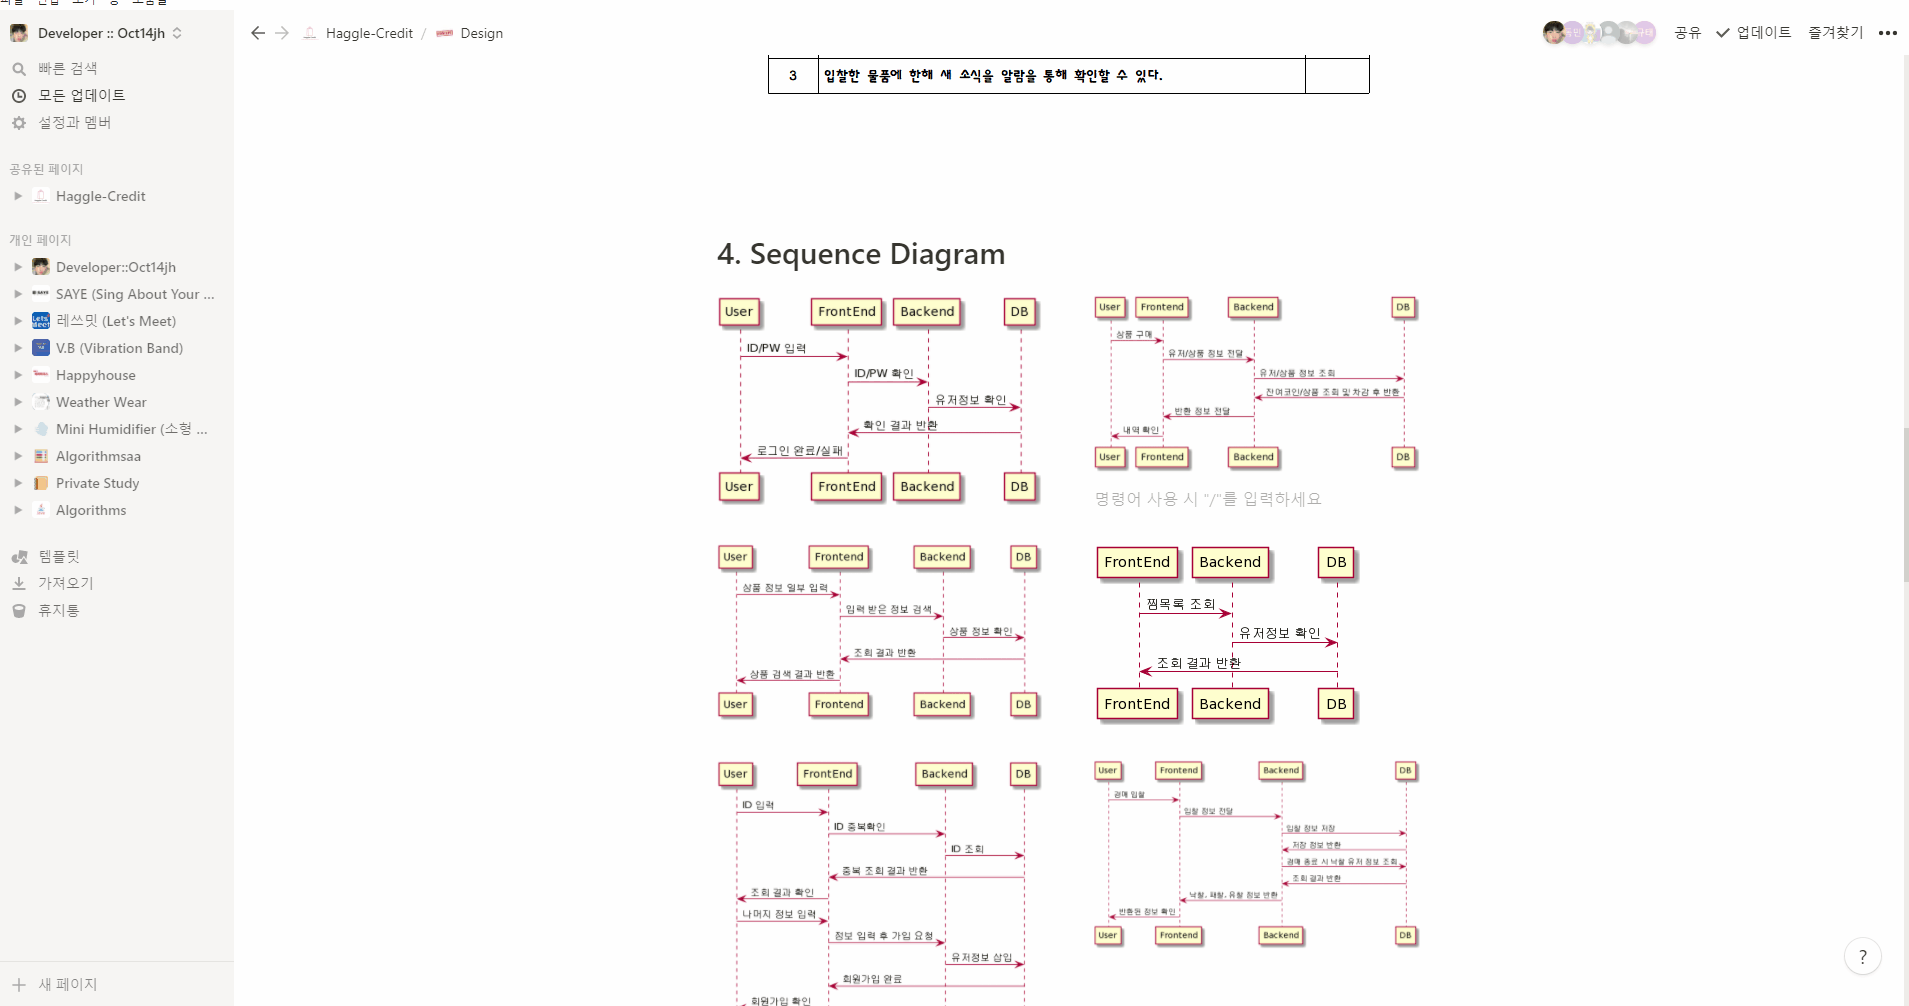 Developer :: Oct14jh
빠른 검색
모든 업데이트
설정과 멤버
공유된 페이지
Haggle-Credit
개인 페이지
Developer::Oct14jh
SAYE (Sing About Your ...
레쓰밋 (Let's Meet)
V.B (Vibration Band)
Happyhouse
Weather Wear
Mini Humidifier (소형 ...
Algorithmsaa
Private Study
Algorithms
템플릿
가져오기
휴지통
새 페이지
Haggle-Credit / Design
공유 업데이트 즐겨찾기
3 입찰한 물품에 한해 새 소식을 알람을 통해 확인할 수 있다.
4. Sequence Diagram
User FrontEnd Backend DB
ID/PW 입력
ID/PW 확인
유저정보 확인
확인 결과 반환
로그인 완료/실패
User FrontEnd Backend DB
User Frontend Backend DB
상품 구매
유저/상품 정보 전달
유저/상품 정보 조회
잔여코인/상품 조회 및 차감 후 반환
반환 정보 전달
내역 확인
User Frontend Backend DB
명령어 사용 시 "/"를 입력하세요
User Frontend Backend DB
상품 정보 일부 입력
입력 받은 정보 검색
상품 정보 확인
조회 결과 반환
상품 검색 결과 반환
User Frontend Backend DB
FrontEnd Backend DB
찜목록 조회
유저정보 확인
조회 결과 반환
FrontEnd Backend DB
User FrontEnd Backend DB
ID 입력
ID 중복확인
ID 조회
중복 조회 결과 반환
조회 결과 확인
나머지 정보 입력
정보 입력 후 가입 요청
유저정보 삽입
회원가입 완료
회원가입 확인
User Frontend Backend DB
경매 입찰
입찰 정보 전달
입찰 정보 저장
저장 정보 반환
경매 종료 시 낙찰 유저 정보 조회
조회 결과 반환
낙찰, 패찰, 유찰 정보 반환
반환된 정보 확인
User Frontend Backend DB
?